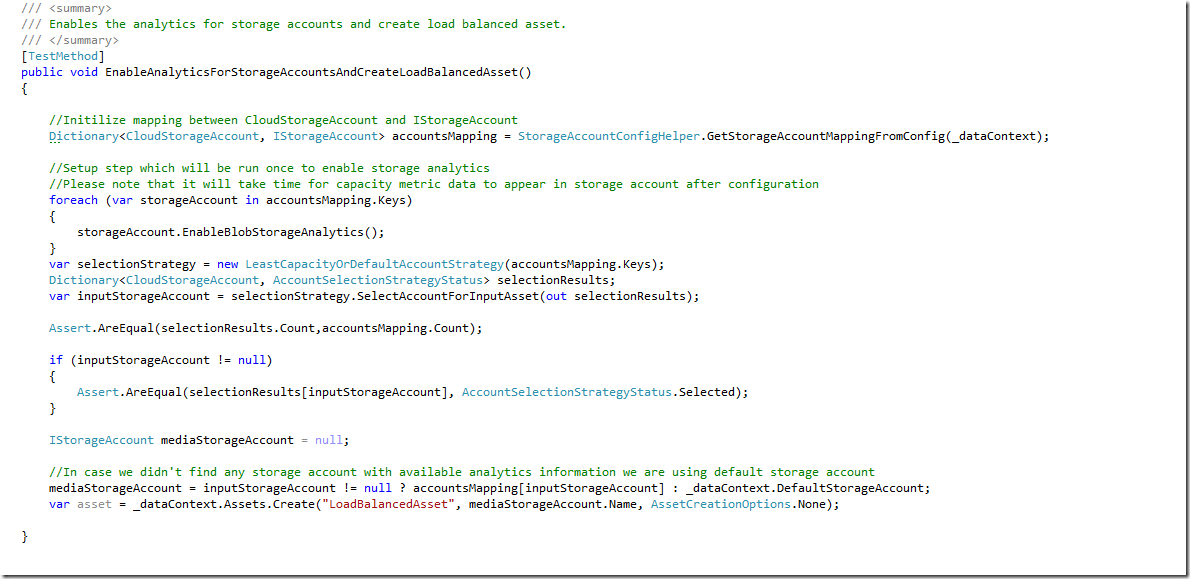 /// <summary>
/// Enables the analytics for storage accounts and create load balanced asset.
/// </summary>
[TestMethod]
public void EnableAnalyticsForStorageAccountsAndCreateLoadBalancedAsset()
{
//Initilize mapping between CloudStorageAccount and IStorageAccount
Dictionary<CloudStorageAccount, IStorageAccount> accountsMapping = StorageAccountConfigHelper.GetStorageAccountMappingFromConfig(_dataContext);
//Setup step which will be run once to enable storage analytics
//Please note that it will take time for capacity metric data to appear in storage account after configuration
foreach (var storageAccount in accountsMapping.Keys)
{
storageAccount.EnableBlobStorageAnalytics();
}
var selectionStrategy = new LeastCapacityOrDefaultAccountStrategy(accountsMapping.Keys);
Dictionary<CloudStorageAccount, AccountSelectionStrategyStatus> selectionResults;
var inputStorageAccount = selectionStrategy.SelectAccountForInputAsset(out selectionResults);
Assert.AreEqual(selectionResults.Count,accountsMapping.Count);
if (inputStorageAccount != null)
{
Assert.AreEqual(selectionResults[inputStorageAccount], AccountSelectionStrategyStatus.Selected);
}
IStorageAccount mediaStorageAccount = null;
//In case we didn't find any storage account with available analytics information we are using default storage account
mediaStorageAccount = inputStorageAccount != null ? accountsMapping[inputStorageAccount] : _dataContext.DefaultStorageAccount;
var asset = _dataContext.Assets.Create("LoadBalancedAsset", mediaStorageAccount.Name, AssetCreationOptions.None);
}